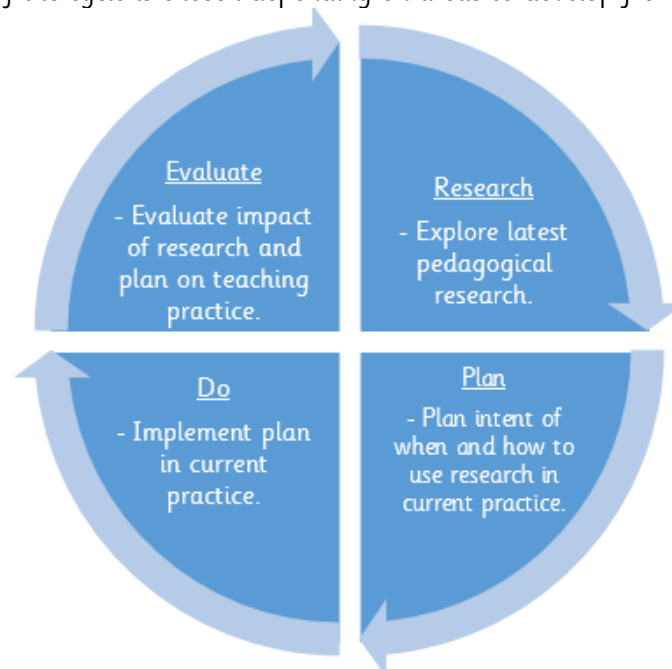 Evaluate
- Evaluate impact
of research and
plan on teaching
practice.
Research
- Explore latest
pedagogical
research.
Do
- Implement plan
in current
practice.
Plan
- Plan intent of
when and how to
use research in
current practice.